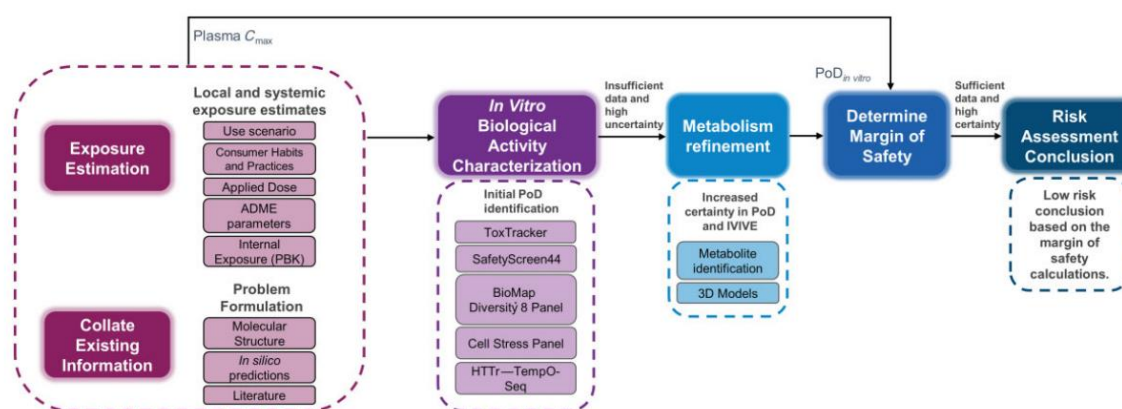 Plasma Cmax
Local and systemic
exposure estimates
Exposure
Estimation
Use scenario
Consumer Habits
and Practices
Applied Dose
ADME
parameters
Internal
Exposure (PBK)
Problem
Formulation
Collate
Existing
Information
Molecular
Structure
In silico
predictions
Literature
In Vitro
Biological
Activity
Characterization
Initial PoD
identification
ToxTracker
SafetyScreen44
BioMap
Diversity 8 Panel
Cell Stress Panel
HTTr—TempO-
Seq
Insufficient
data and
high
uncertainty
Metabolism
refinement
Increased
certainty in PoD
and IVIVE
Metabolite
identification
3D Models
PoDin vitro
Determine
Margin of
Safety
Sufficient
data and
high
certainty
Risk
Assessment
Conclusion
Low risk
conclusion
based on the
margin of
safety
calculations.